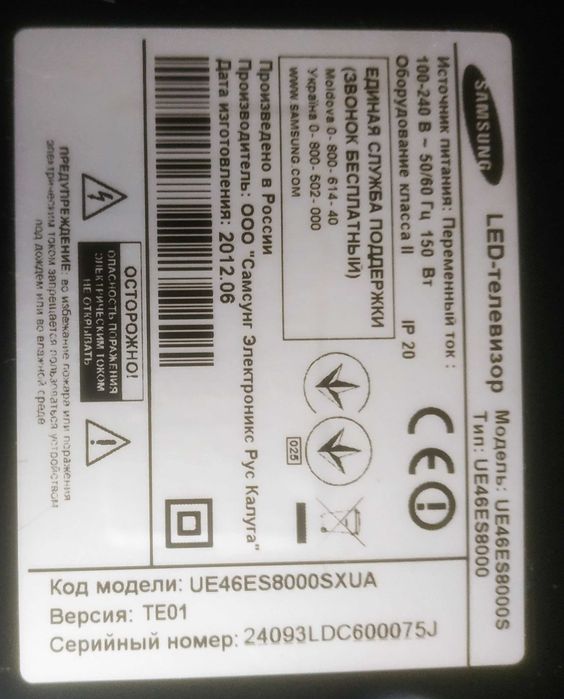 SAMSUNG
LED-телевизор Модель: UE46ES8000S
Тип: UE46ES8000
Источник питания: Переменный ток :
100-240 В ~ 50/60 Гц 150 Вт
Оборудование класса II IP 20
ЕДИНАЯ СЛУЖБА ПОДДЕРЖКИ
(ЗВОНОК БЕСПЛАТНЫЙ)
Moldova 0- 800- 614- 40
Україна 0- 800- 502- 000
WWW.SAMSUNG.COM
CE
025
Произведено в России
Производитель: ООО "Самсунг Электроникс Рус Калуга"
Дата изготовления: 2012.06
ОСТОРОЖНО!
ОПАСНОСТЬ ПОРАЖЕНИЯ
ЭЛЕКТРИЧЕСКИМ ТОКОМ
НЕ ОТКРЫВАТЬ
ПРЕДУПРЕЖДЕНИЕ: во избежание пожара или поражения
электрическим током запрещается пользоваться устройством
под дождем или во влажной среде
Код модели: UE46ES8000SXUA
Версия: TE01
Серийный номер: 24093LDC600075J